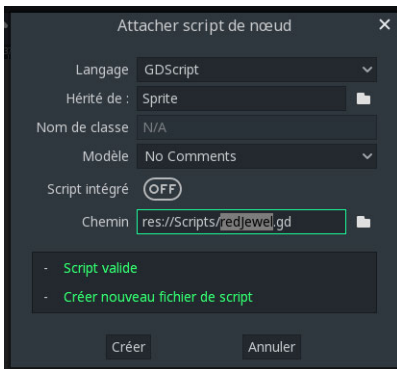 Attacher script de nœud
Langage GDScript
Hérité de : Sprite
Nom de classe N/A
Modèle No Comments
Script intégré OFF
Chemin res://Scripts/redJewel.gd
- Script valide
- Créer nouveau fichier de script
Créer Annuler